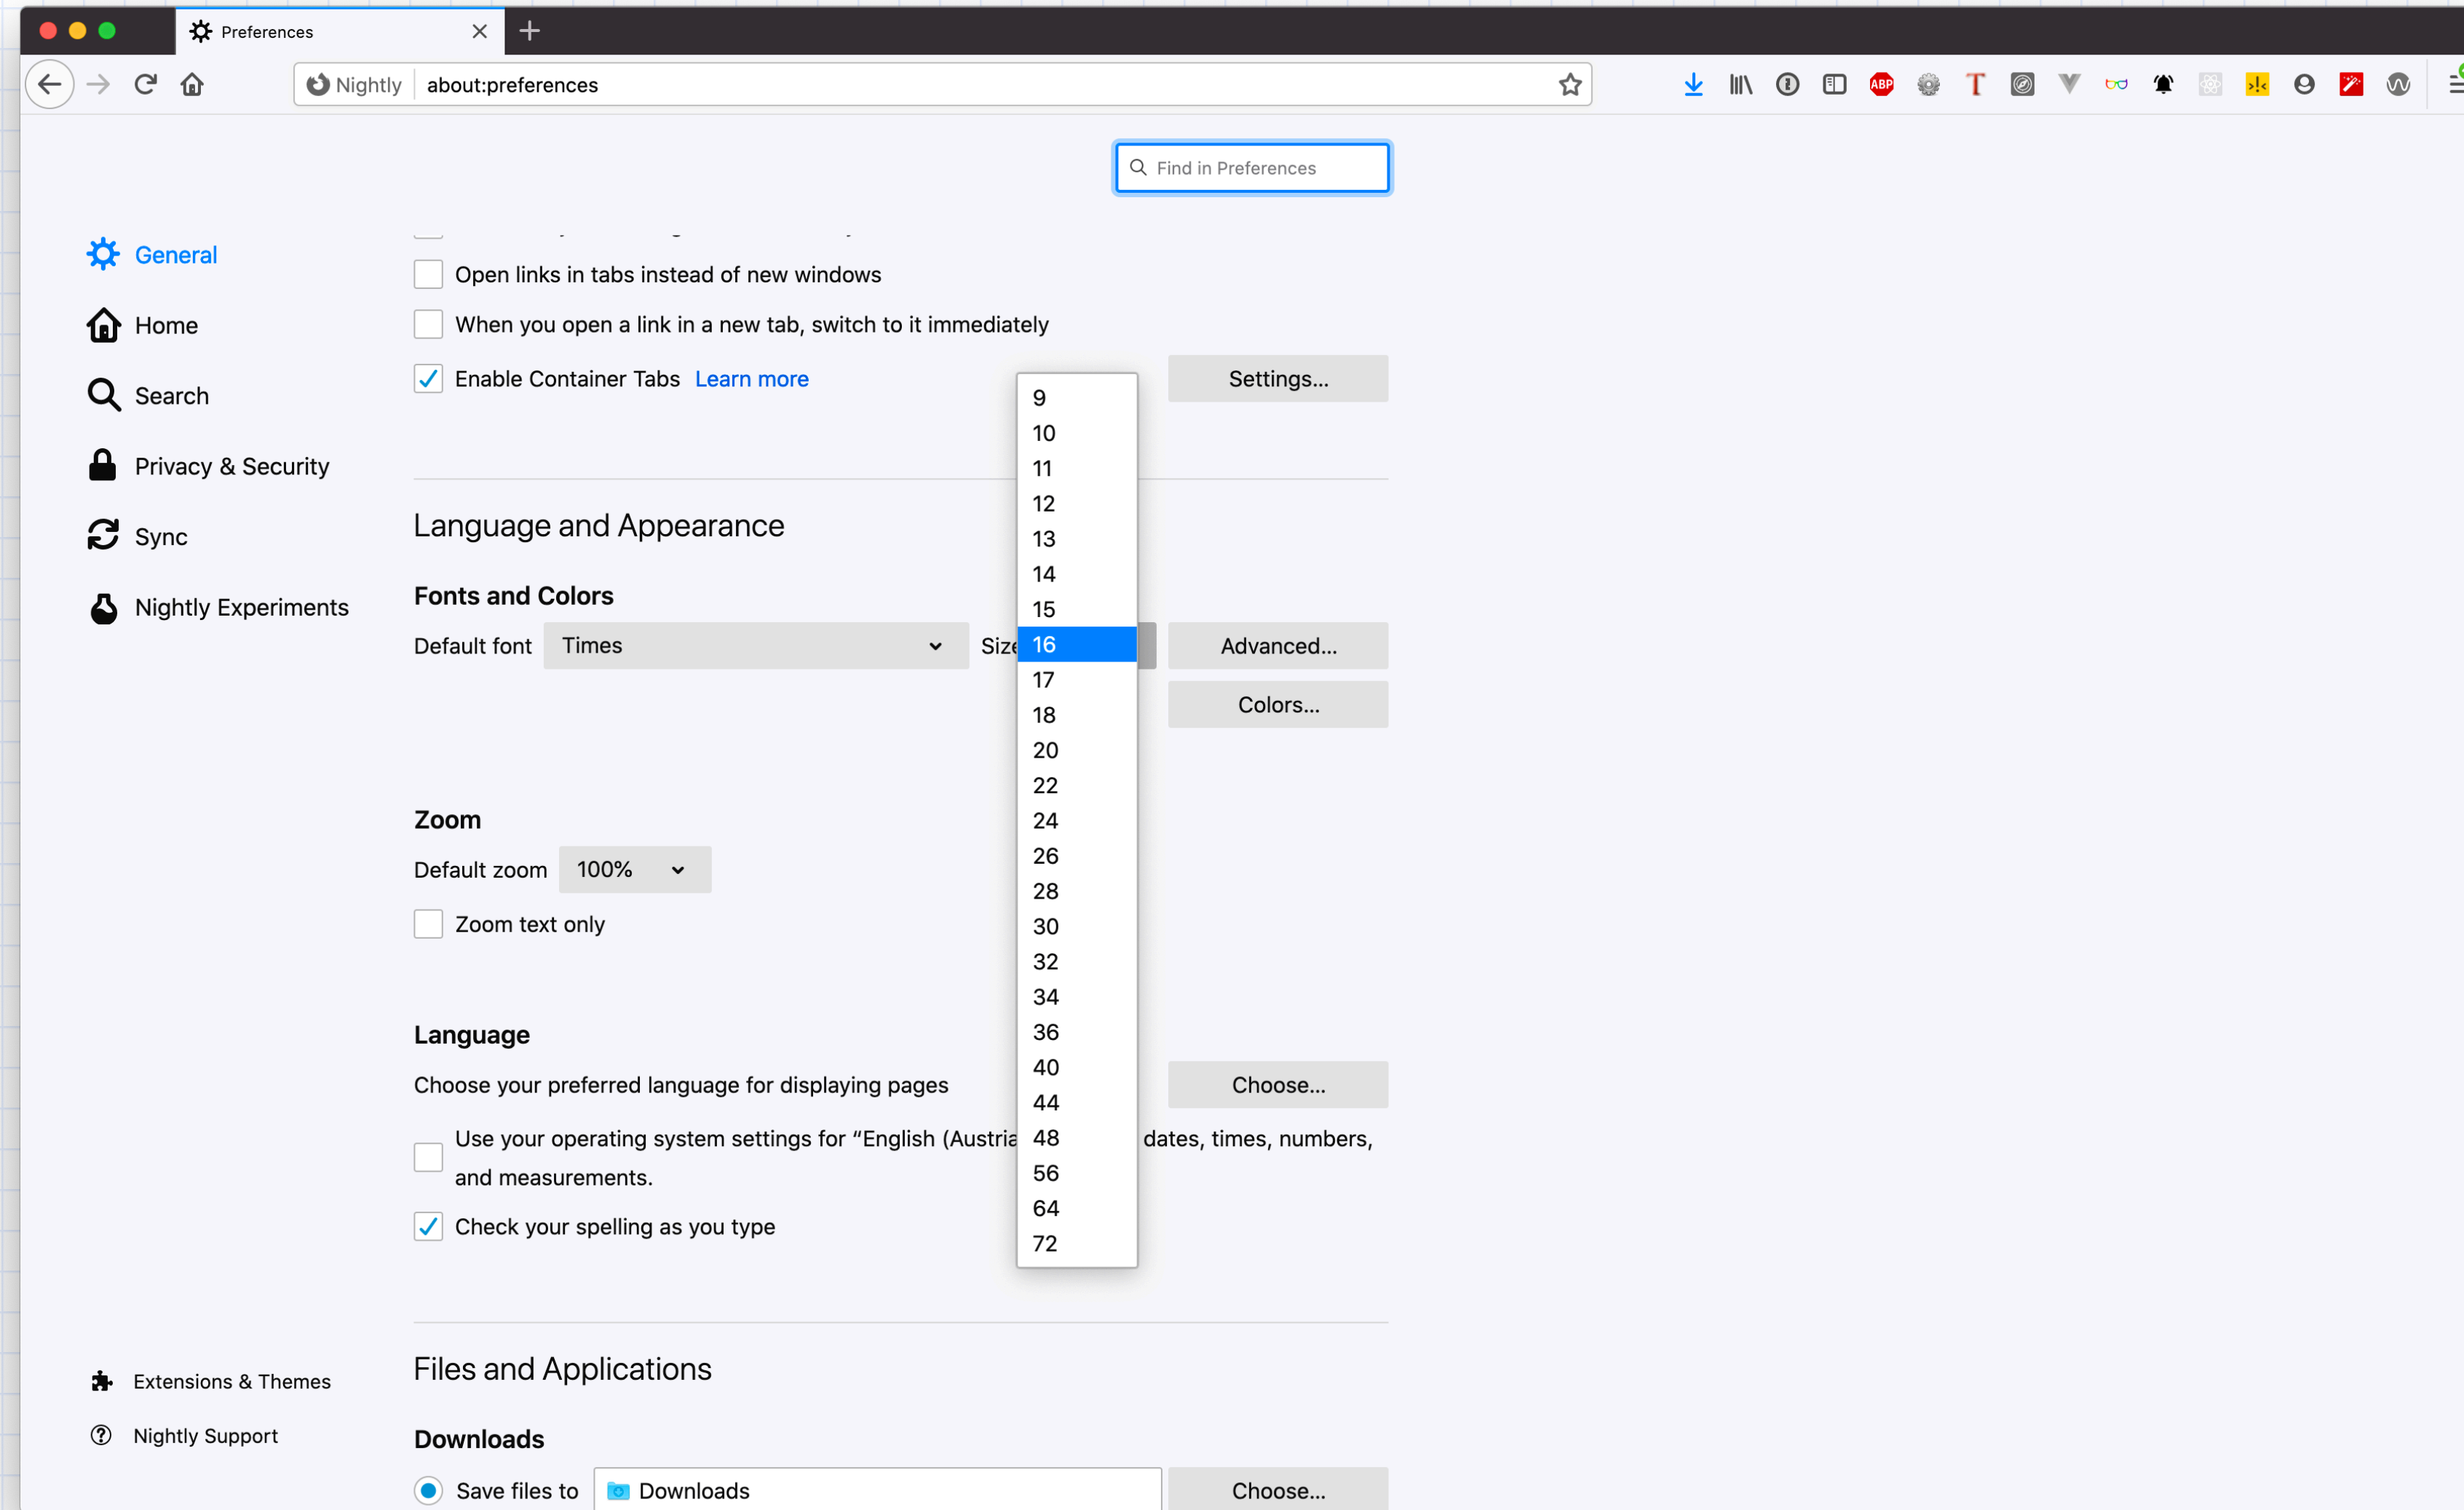 Preferences
Nightly about:preferences
ABP
Find in Preferences
General
Home
Search
Privacy & Security
Sync
Nightly Experiments
Open links in tabs instead of new windows
When you open a link in a new tab, switch to it immediately
Enable Container Tabs Learn more
Settings...
Language and Appearance
Fonts and Colors
Default font Times
Size
Advanced...
Colors...
9
10
11
12
13
14
15
16
17
18
20
22
24
26
28
30
32
34
36
40
44
48
56
64
72
Zoom
Default zoom 100%
Zoom text only
Language
Choose your preferred language for displaying pages
Choose...
Use your operating system settings for “English (Austria dates, times, numbers,
and measurements.
Check your spelling as you type
Files and Applications
Downloads
Save files to Downloads
Choose...
Extensions & Themes
Nightly Support